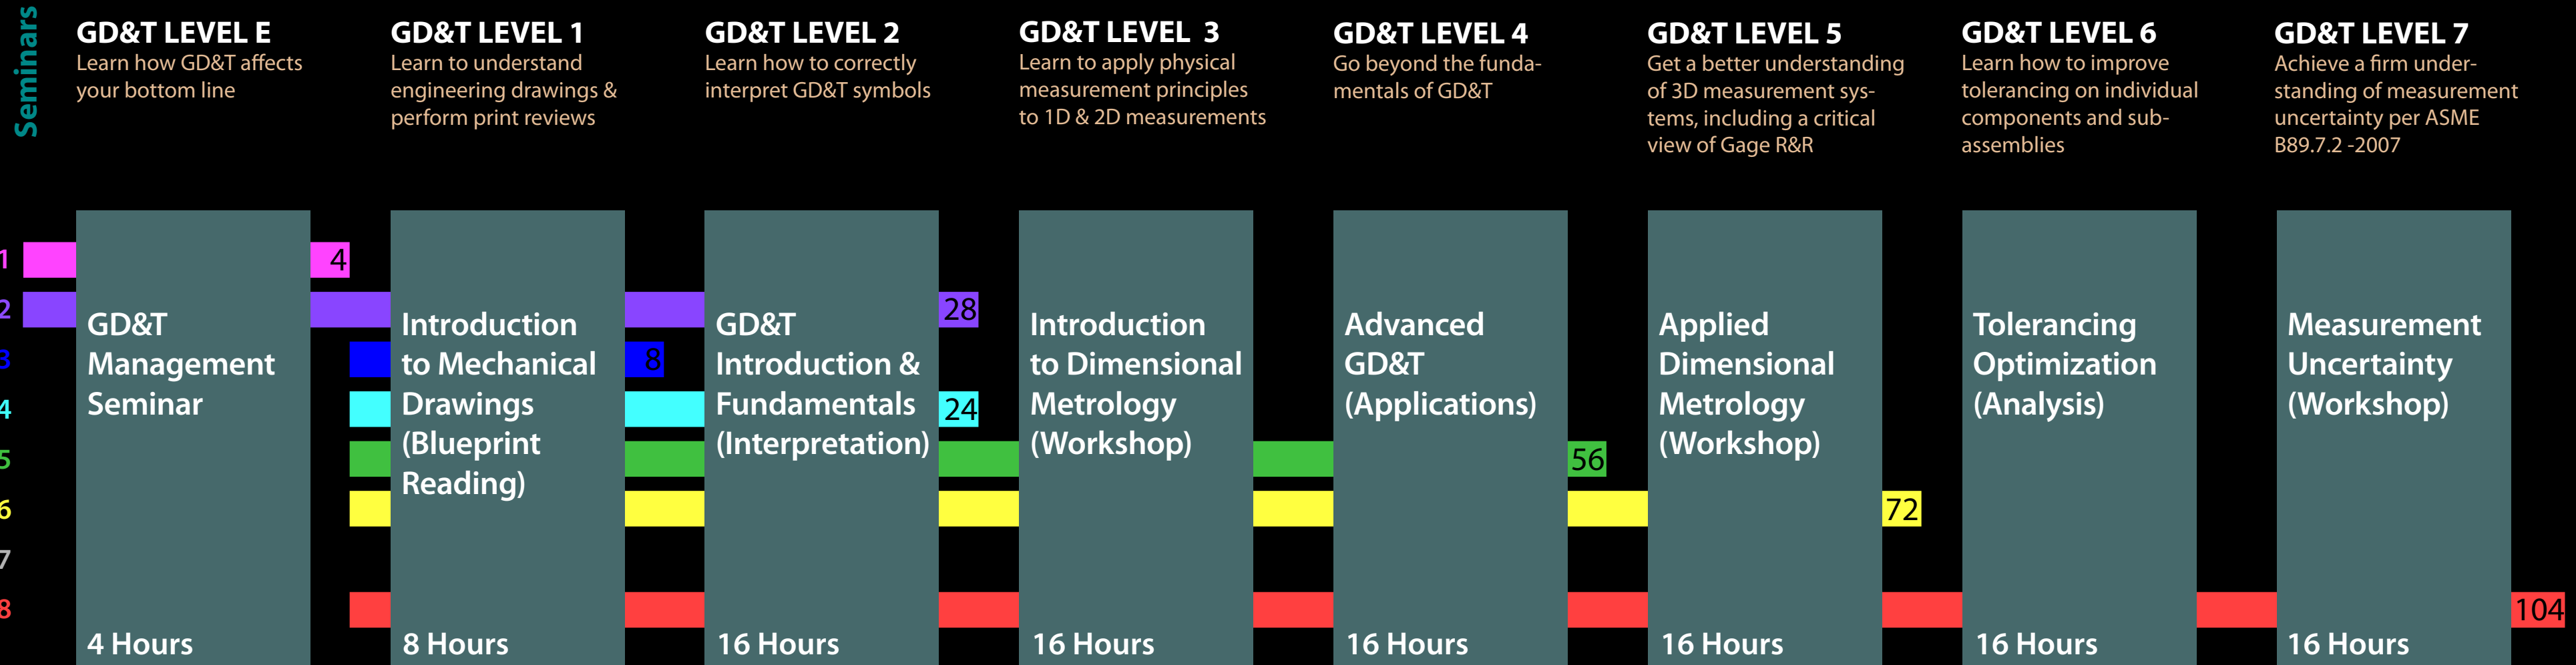 Seminars
GD&T LEVEL E
Learn how GD&T affects
your bottom line
GD&T LEVEL 1
Learn to understand
engineering drawings &
perform print reviews
GD&T LEVEL 2
Learn how to correctly
interpret GD&T symbols
GD&T LEVEL 3
Learn to apply physical
measurement principles
to 1D & 2D measurements
GD&T LEVEL 4
Go beyond the funda-
mentals of GD&T
GD&T LEVEL 5
Get a better understanding
of 3D measurement sys-
tems, including a critical
view of Gage R&R
GD&T LEVEL 6
Learn how to improve
tolerancing on individual
components and sub-
assemblies
GD&T LEVEL 7
Achieve a firm under-
standing of measurement
uncertainty per ASME
B89.7.2 -2007
1
4
2
28
3
8
4
24
5
56
6
72
7
8
104
GD&T
Management
Seminar
4 Hours
Introduction
to Mechanical
Drawings
(Blueprint
Reading)
8 Hours
GD&T
Introduction &
Fundamentals
(Interpretation)
16 Hours
Introduction
to Dimensional
Metrology
(Workshop)
16 Hours
Advanced
GD&T
(Applications)
16 Hours
Applied
Dimensional
Metrology
(Workshop)
16 Hours
Tolerancing
Optimization
(Analysis)
16 Hours
Measurement
Uncertainty
(Workshop)
16 Hours